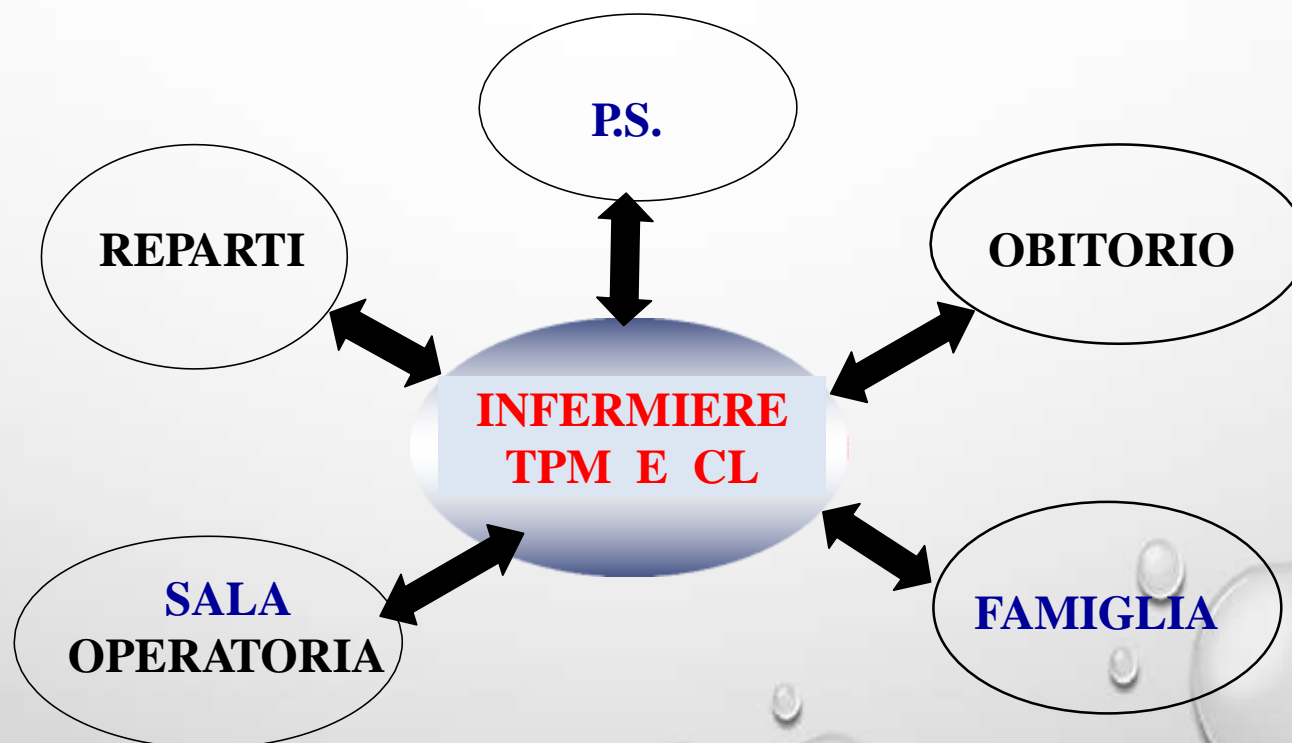 P.S.
REPARTI
OBITORIO
INFERMIERE
TPM E CL
SALA
OPERATORIA
FAMIGLIA